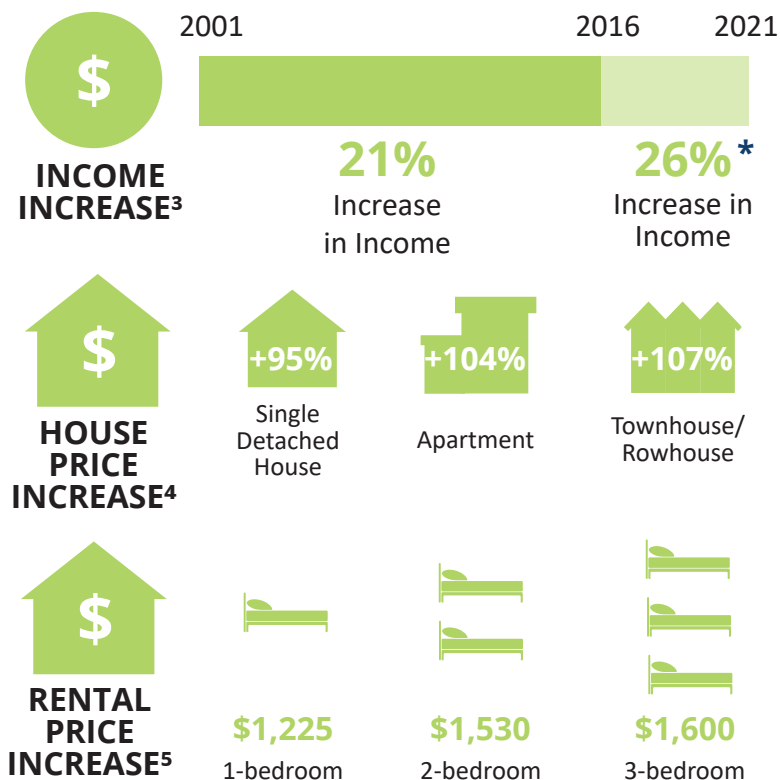 2001 2016 2021
$
INCOME
INCREASE³
21%
Increase
in Income
26%*
Increase in
Income
$
HOUSE
PRICE
INCREASE⁴
+95%
Single
Detached
House
+104%
Apartment
+107%
Townhouse/
Rowhouse
$
RENTAL
PRICE
INCREASE⁵
$1,225
1-bedroom
$1,530
2-bedroom
$1,600
3-bedroom